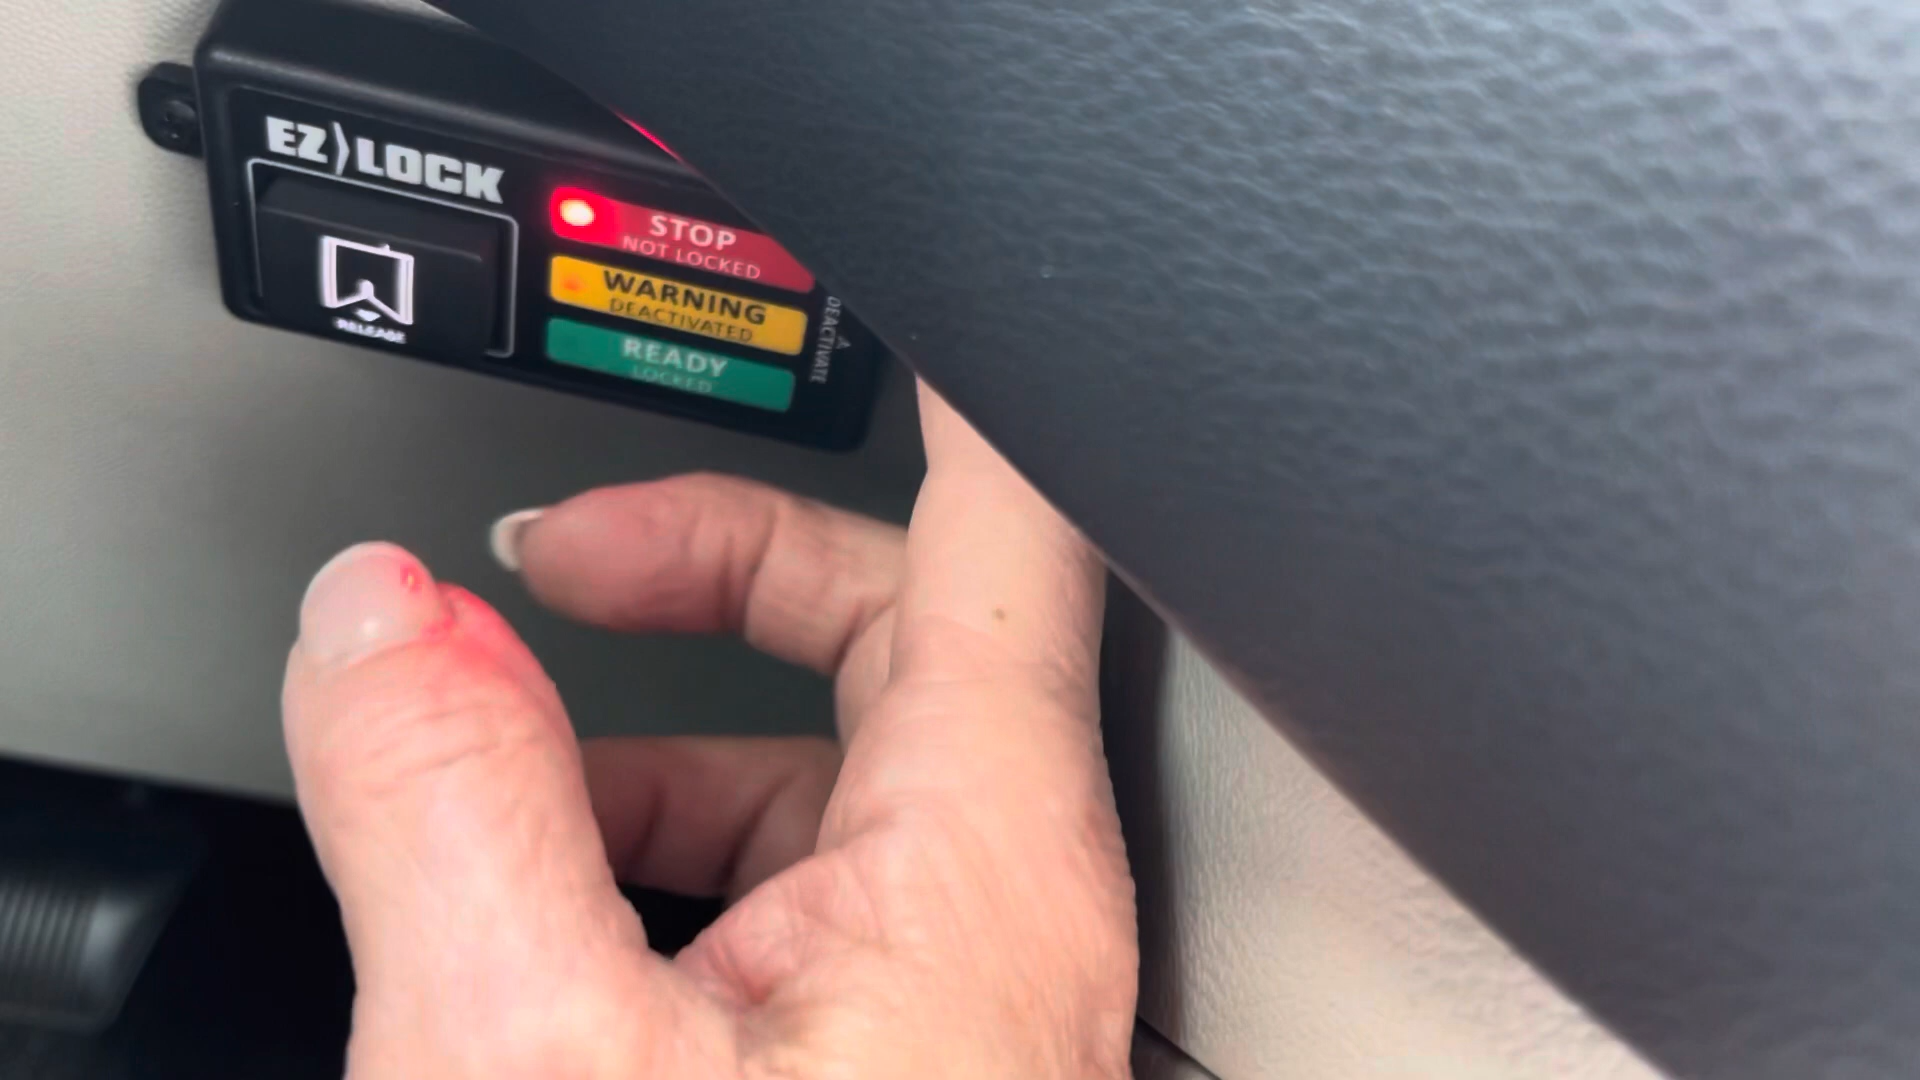 EZ LOCK
RELEASE
STOP
NOT LOCKED
WARNING
DEACTIVATED
READY
LOCKED
DEACTIVATE